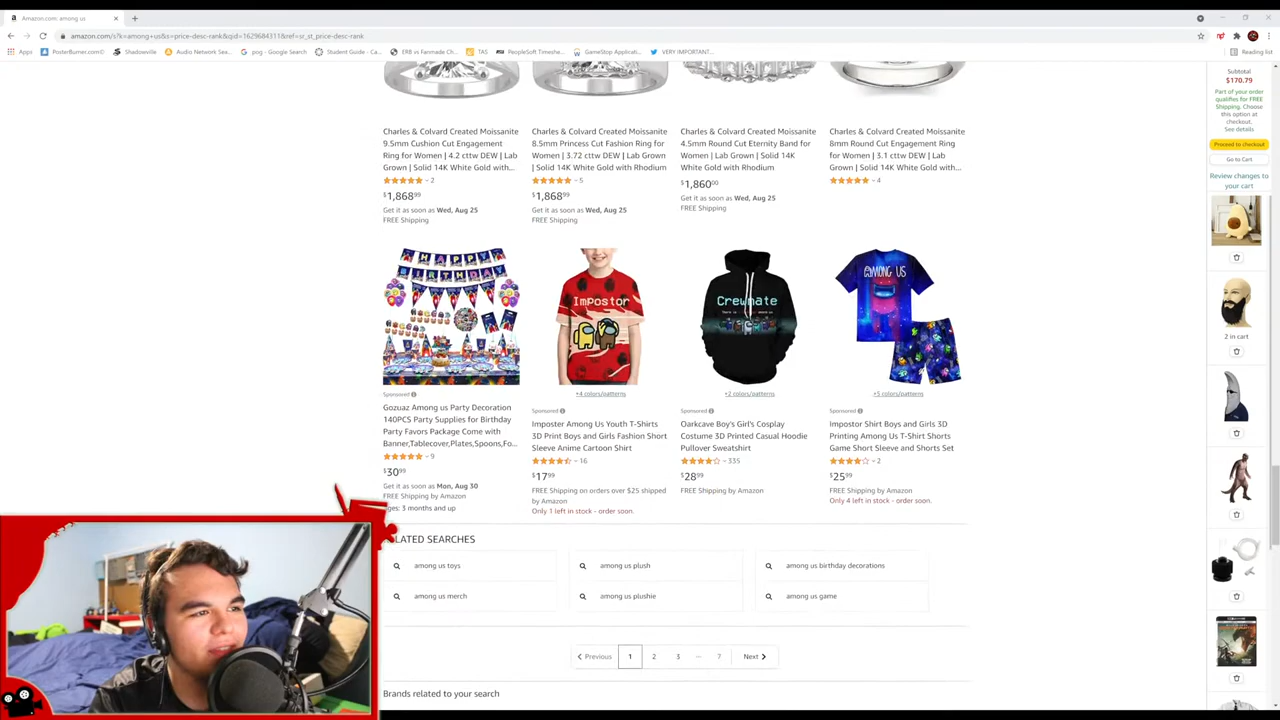 Amazon.com: among us
amazon.com/s?k=among+us&s=price-desc-rank&qid=1629684311&ref=sr_st_price-desc-rank
Apps
PosterBurner.com®
Shadowville
Audio Network Sea...
pog - Google Search
Student Guide - Ca...
ERB vs Fanmade Ch...
TAS
PeopleSoft Timeshe...
GameStop Applicati...
VERY IMPORTANT...
Reading list
Charles & Colvard Created Moissanite
9.5mm Cushion Cut Engagement
Ring for Women | 4.2 cttw DEW | Lab
Grown | Solid 14K White Gold with...
2
$1,868 99
Get it as soon as Wed, Aug 25
FREE Shipping
Charles & Colvard Created Moissanite
8.5mm Princess Cut Fashion Ring for
Women | 3.72 cttw DEW | Lab Grown
| Solid 14K White Gold with Rhodium
5
$1,868 99
Get it as soon as Wed, Aug 25
FREE Shipping
Charles & Colvard Created Moissanite
4.5mm Round Cut Eternity Band for
Women | Lab Grown | Solid 14K
White Gold with Rhodium
$1,860 00
Get it as soon as Wed, Aug 25
FREE Shipping
Charles & Colvard Created Moissanite
8mm Round Cut Engagement Ring
for Women | 3.1 cttw DEW | Lab
Grown | Solid 14K White Gold with...
4
HAPPY
BIRTHDAY
Sponsored
Gozuaz Among us Party Decoration
140PCS Party Supplies for Birthday
Party Favors Package Come with
Banner,Tablecover,Plates,Spoons,Fo...
9
$30 99
Get it as soon as Mon, Aug 30
FREE Shipping by Amazon
ages: 3 months and up
Impostor
+4 colors/patterns
Sponsored
Imposter Among Us Youth T-Shirts
3D Print Boys and Girls Fashion Short
Sleeve Anime Cartoon Shirt
16
$17 99
FREE Shipping on orders over $25 shipped
by Amazon
Only 1 left in stock - order soon.
Crewmate
+2 colors/patterns
Sponsored
Oarkcave Boy's Girl's Cosplay
Costume 3D Printed Casual Hoodie
Pullover Sweatshirt
335
$28 99
FREE Shipping by Amazon
AMONG US
+5 colors/patterns
Sponsored
Impostor Shirt Boys and Girls 3D
Printing Among Us T-Shirt Shorts
Game Short Sleeve and Shorts Set
2
$25 99
FREE Shipping by Amazon
Only 4 left in stock - order soon.
Subtotal
$170.79
Part of your order
qualifies for FREE
Shipping. Choose
this option at
checkout.
See details
Proceed to checkout
Go to Cart
Review changes to
your cart
2 in cart
LATED SEARCHES
among us toys
among us plush
among us birthday decorations
among us merch
among us plushie
among us game
Previous 1 2 3 ... 7 Next
Brands related to your search